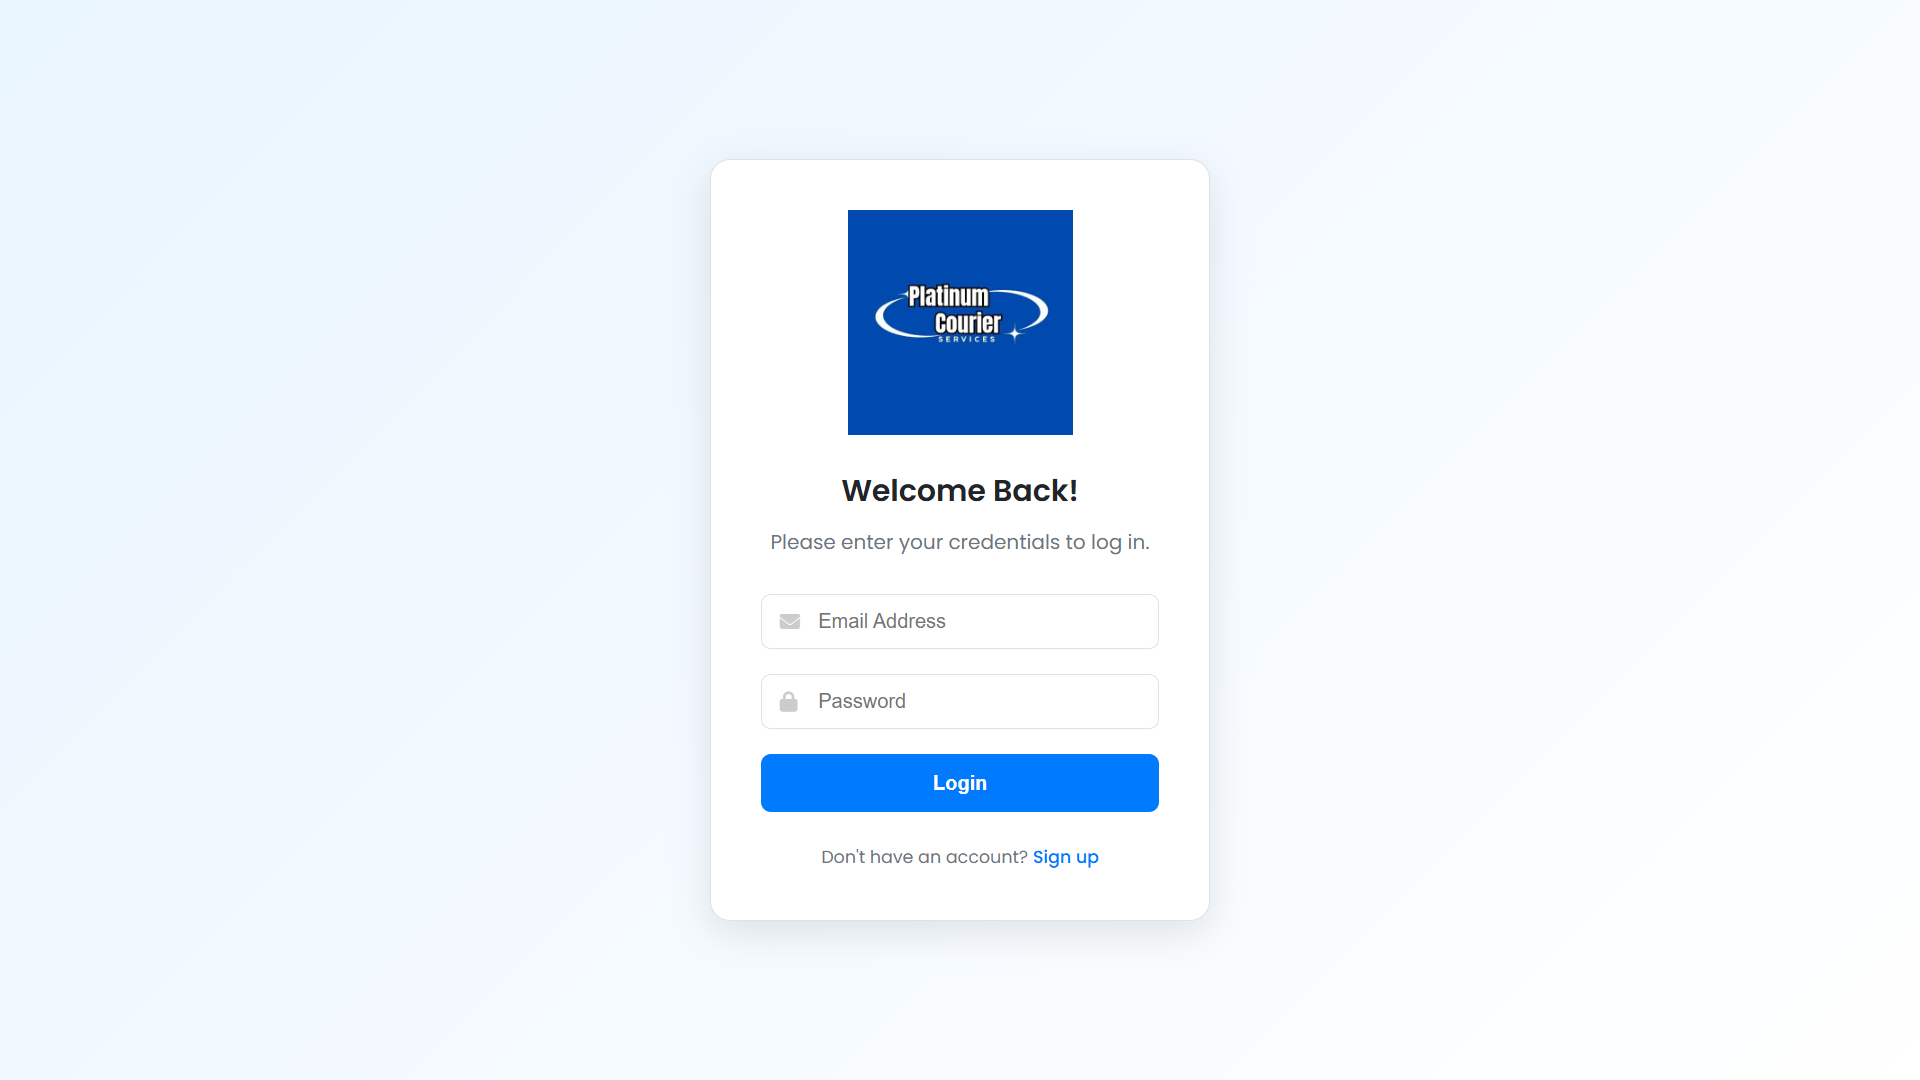 Platinum
Courier
SERVICES
Welcome Back!
Please enter your credentials to log in.
Email Address
Password
Login
Don't have an account? Sign up